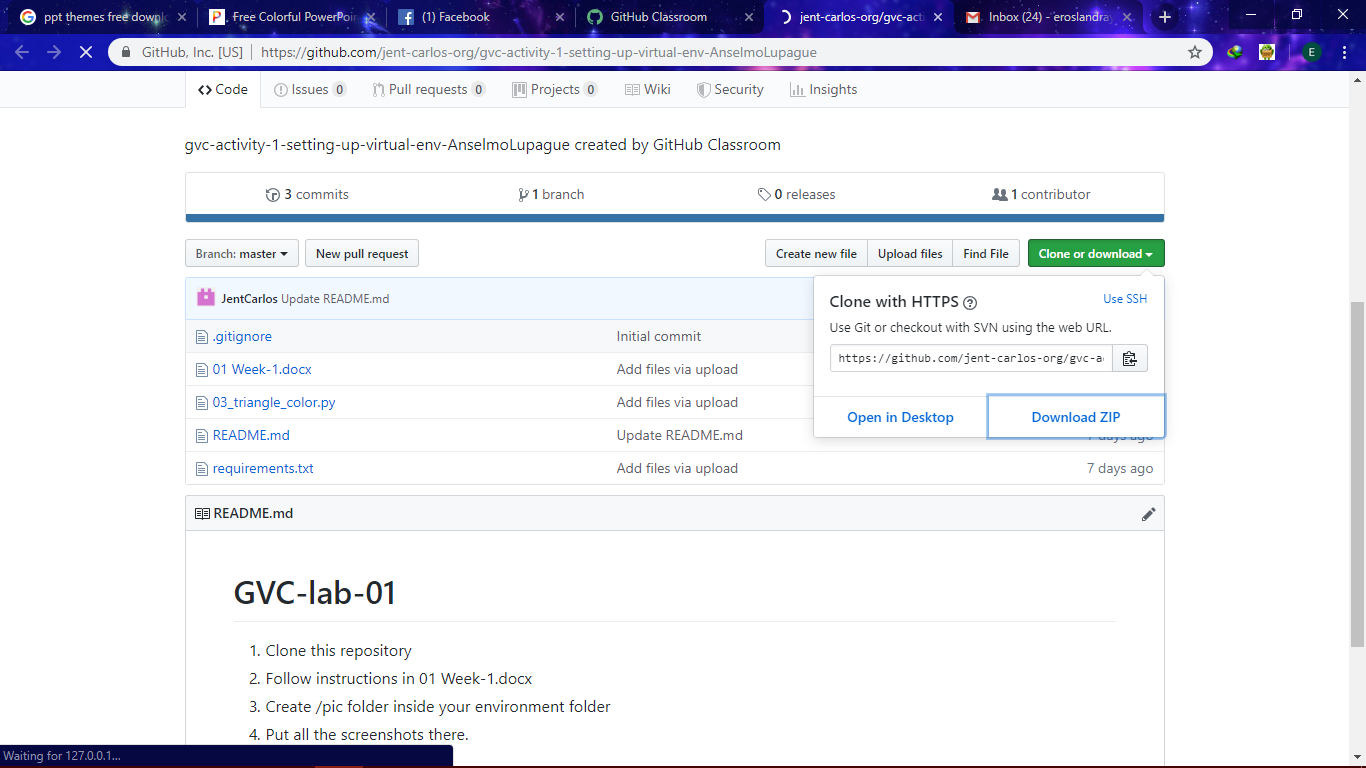 ppt themes free downl
Free Colorful PowerPoin
(1) Facebook
GitHub Classroom
jent-carlos-org/gvc-acti
Inbox (24) - eroslandray
GitHub, Inc. [US] | https://github.com/jent-carlos-org/gvc-activity-1-setting-up-virtual-env-AnselmoLupague
E
Code
Issues 0
Pull requests 0
Projects 0
Wiki
Security
Insights
gvc-activity-1-setting-up-virtual-env-AnselmoLupague created by GitHub Classroom
3 commits
1 branch
0 releases
1 contributor
Branch: master
New pull request
Create new file
Upload files
Find File
Clone or download
JentCarlos Update README.md
Clone with HTTPS
Use SSH
Use Git or checkout with SVN using the web URL.
https://github.com/jent-carlos-org/gvc-ac
Open in Desktop
Download ZIP
.gitignore
Initial commit
01 Week-1.docx
Add files via upload
03_triangle_color.py
Add files via upload
README.md
Update README.md
7 days ago
requirements.txt
Add files via upload
7 days ago
README.md
GVC-lab-01
1. Clone this repository
2. Follow instructions in 01 Week-1.docx
3. Create /pic folder inside your environment folder
4. Put all the screenshots there.
Waiting for 127.0.0.1...